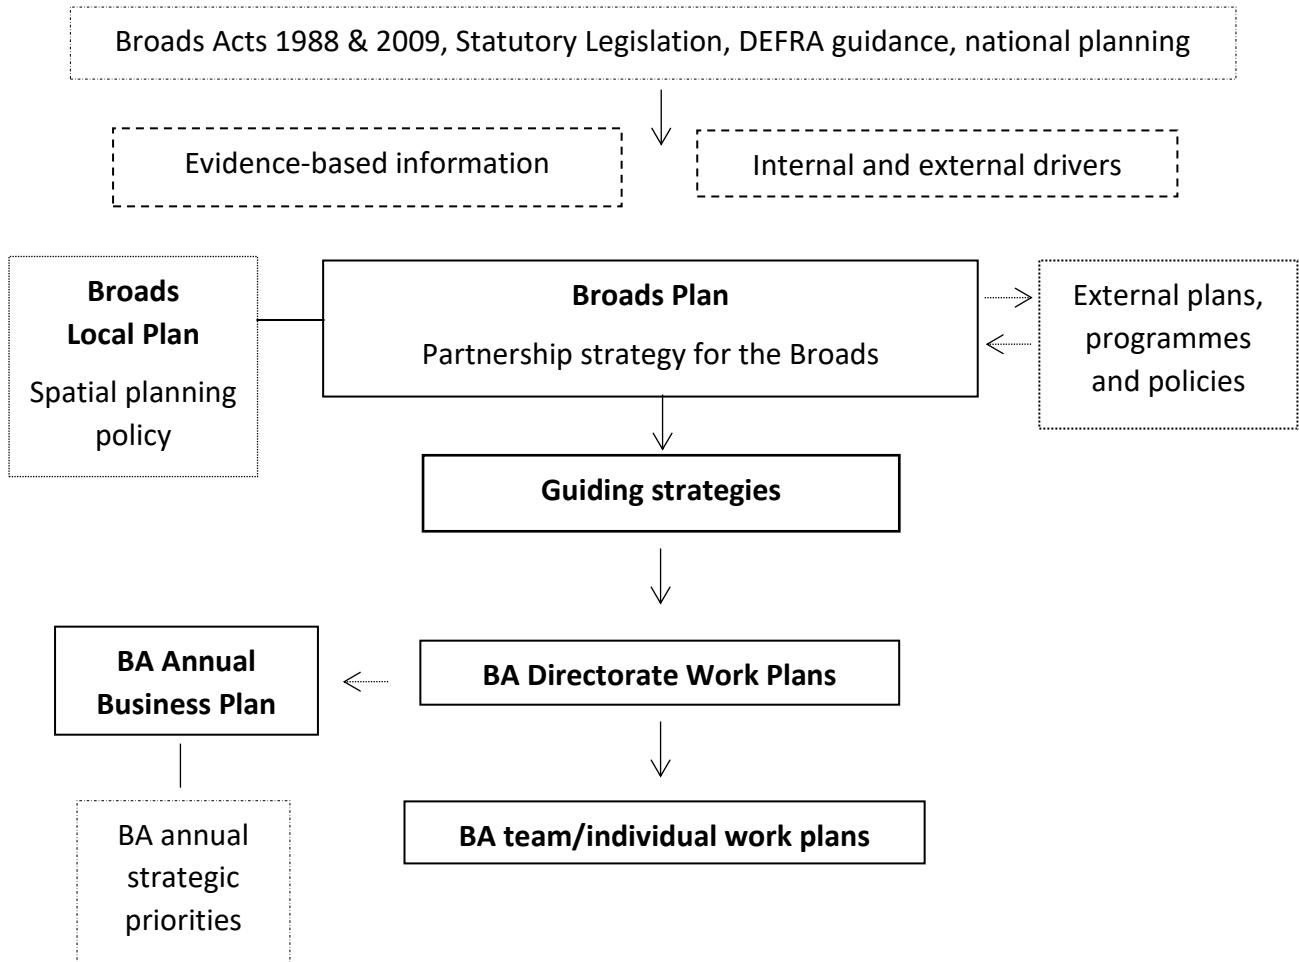 Broads Acts 1988 & 2009, Statutory Legislation, DEFRA guidance, national planning
Evidence-based information
Internal and external drivers
Broads
Local Plan
Spatial planning
policy
Broads Plan
Partnership strategy for the Broads
External plans,
programmes
and policies
Guiding strategies
BA Annual
Business Plan
BA Directorate Work Plans
BA annual
strategic
priorities
BA team/individual work plans